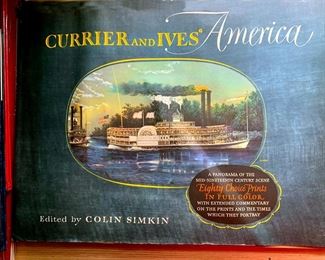 CURRIER AND IVES' America
A PANORAMA OF THE
MID-NINETEENTH CENTURY SCENE
Eighty Choice Prints
IN FULL COLOR,
WITH EXTENDED COMMENTARY
ON THE PRINTS AND THE TIMES
WHICH THEY PORTRAY
Edited by COLIN SIMKIN